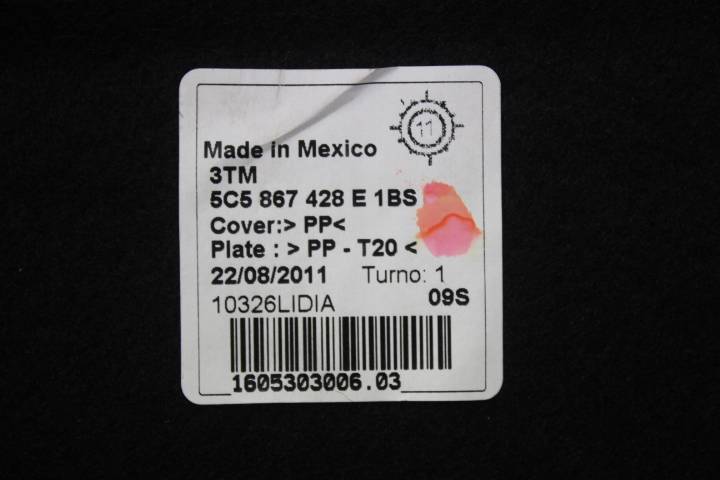 11
Made in Mexico
3TM
5C5 867 428 E 1BS
Cover:> PP<
Plate : > PP - T20 <
22/08/2011 Turno: 1
10326LIDIA 09S
1605303006.03